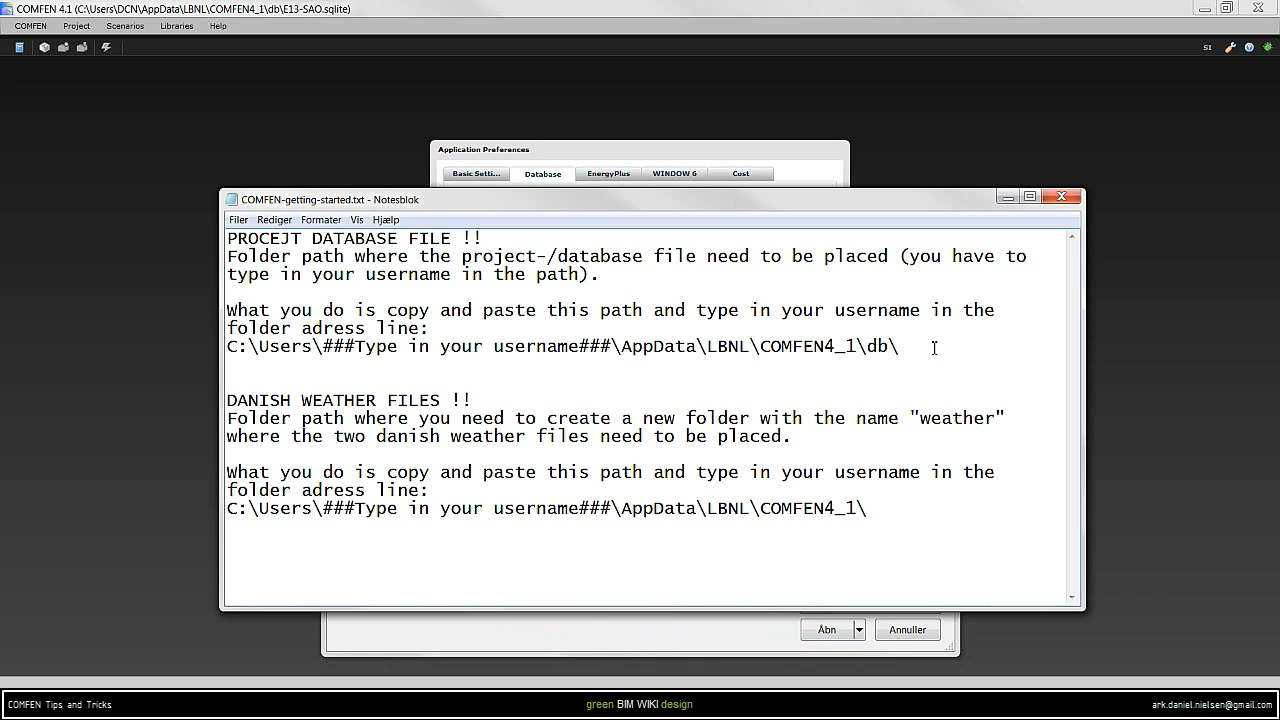 COMFEN 4.1 (C:\Users\DCN\AppData\LBNL\COMFEN4_1\db\E13-SAO.sqlite)
COMFEN Project Scenarios Libraries Help
SI
Application Preferences
Basic Setti... Database EnergyPlus WINDOW 6 Cost
COMFEN-getting-started.txt - Notesblok
Filer Rediger Formater Vis Hjælp
PROCEJT DATABASE FILE !!
Folder path where the project-/database file need to be placed (you have to
type in your username in the path).
What you do is copy and paste this path and type in your username in the
folder adress line:
C:\Users\###Type in your username###\AppData\LBNL\COMFEN4_1\db\
DANISH WEATHER FILES !!
Folder path where you need to create a new folder with the name "weather"
where the two danish weather files need to be placed.
What you do is copy and paste this path and type in your username in the
folder adress line:
C:\Users\###Type in your username###\AppData\LBNL\COMFEN4_1\
Åbn Annuller
COMFEN Tips and Tricks green BIM WIKI design ark.daniel.nielsen@gmail.com